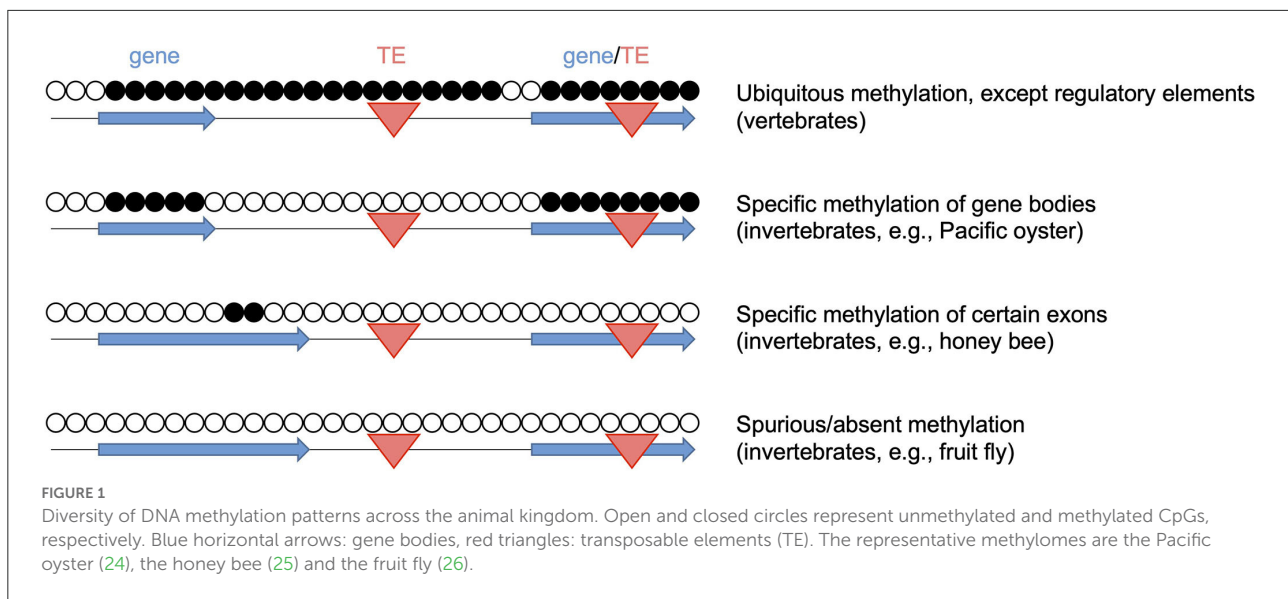 gene TE gene/TE
Ubiquitous methylation, except regulatory elements
(vertebrates)
Specific methylation of gene bodies
(invertebrates, e.g., Pacific oyster)
Specific methylation of certain exons
(invertebrates, e.g., honey bee)
Spurious/absent methylation
(invertebrates, e.g., fruit fly)
FIGURE 1
Diversity of DNA methylation patterns across the animal kingdom. Open and closed circles represent unmethylated and methylated CpGs,
respectively. Blue horizontal arrows: gene bodies, red triangles: transposable elements (TE). The representative methylomes are the Pacific
oyster (24), the honey bee (25) and the fruit fly (26).